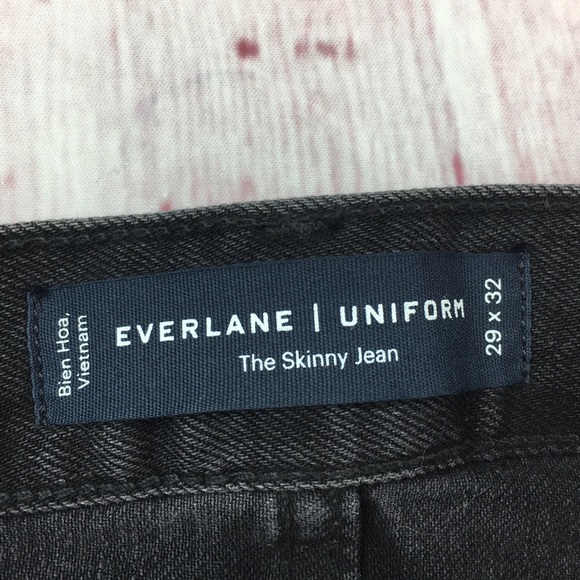 Bien Hoa,
Vietnam
EVERLANE | UNIFORM
The Skinny Jean
29 x 32